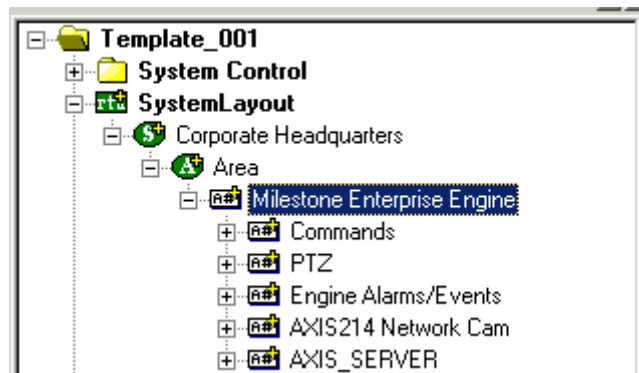 Template_001
System Control
SystemLayout
Corporate Headquarters
Area
Milestone Enterprise Engine
Commands
PTZ
Engine Alarms/Events
AXIS214 Network Cam
AXIS_SERVER